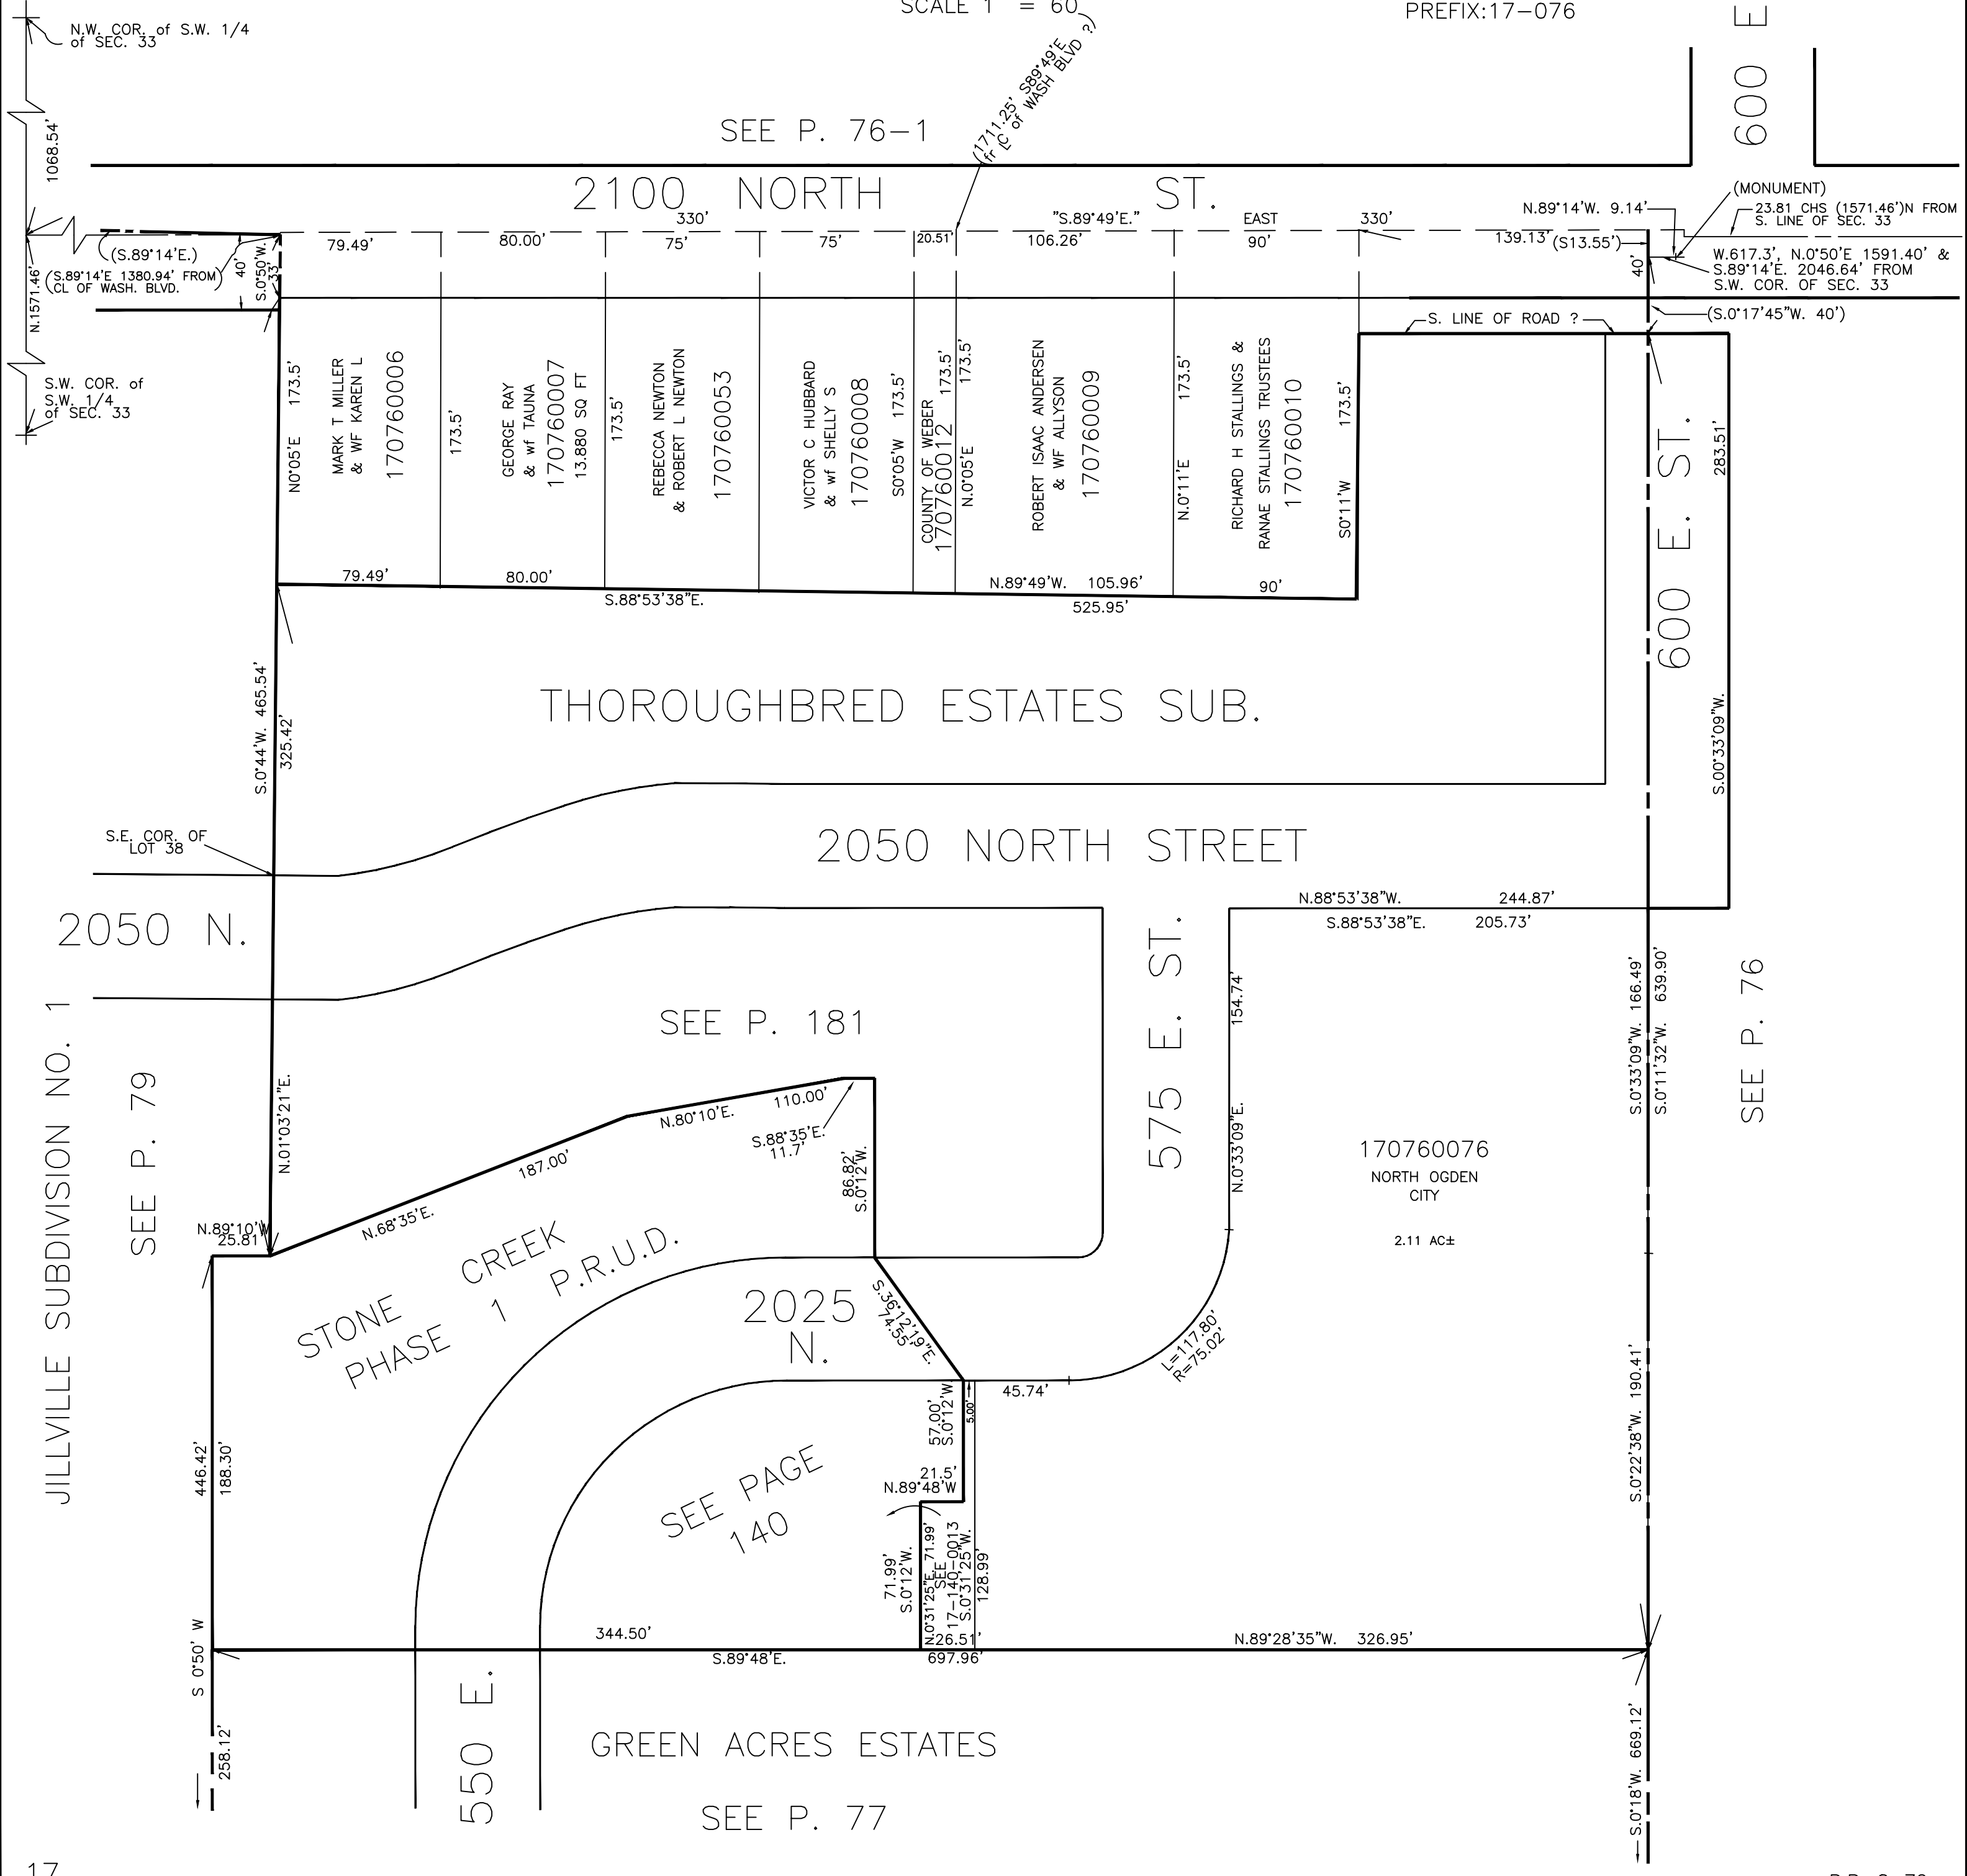 SCALE 1" = 60
PREFIX:17-076
N.W. COR. of S.W. 1/4
of SEC. 33
1068.54'
(1711.25' S89°49'E
fr LC of WASH BLVD ?)
600 E
SEE P. 76-1
2100 NORTH ST.
330'
"S.89°49'E."
EAST
330'
N.89°14'W. 9.14'
(MONUMENT)
23.81 CHS (1571.46')N FROM
S. LINE OF SEC. 33
79.49'
80.00'
75'
75'
20.51'
106.26'
90'
139.13'
(S13.55')
W.617.3', N.0°50'E 1591.40' &
S.89°14'E. 2046.64' FROM
S.W. COR. OF SEC. 33
(S.89°14'E.)
(S.89°14'E 1380.94' FROM)
CL OF WASH. BLVD.
40'
S.0°50'W.
33'
40'
N.1571.46'
(S.0°17'45"W. 40')
S. LINE OF ROAD ?
S.W. COR. of
S.W. 1/4
of SEC. 33
N0°05'E 173.5'
MARK T MILLER
& WF KAREN L
170760006
173.5'
GEORGE RAY
& wf TAUNA
170760007
13.880 SQ FT
173.5'
REBECCA NEWTON
& ROBERT L NEWTON
170760053
VICTOR C HUBBARD
& wf SHELLY S
170760008
S0°05'W 173.5'
COUNTY OF WEBER
170760012
173.5'
N.0°05'E 173.5'
ROBERT ISAAC ANDERSEN
& WF ALLYSON
170760009
N.0°11'E 173.5'
RICHARD H STALLINGS &
RANAE STALLINGS TRUSTEES
170760010
S0°11'W 173.5'
600 E. ST.
283.51'
S.00°33'09"W.
79.49'
80.00'
S.88°53'38"E.
N.89°49'W. 105.96'
525.95'
90'
S.0°44'W. 465.54'
325.42'
THOROUGHBRED ESTATES SUB.
S.E. COR. OF
LOT 38
2050 NORTH STREET
2050 N.
N.88°53'38"W. 244.87'
S.88°53'38"E. 205.73'
575 E. ST.
154.74'
N.0°33'09"E.
S.0°33'09"W. 166.49'
S.0°11'32"W. 639.90'
SEE P. 76
JILLVILLE SUBDIVISION NO. 1
SEE P. 79
N.01°03'21"E.
SEE P. 181
N.80°10'E. 110.00'
S.88°35'E.
11.7'
86.82'
S.0°12'W.
187.00'
N.68°35'E.
N.89°10'W
25.81'
170760076
NORTH OGDEN
CITY
2.11 AC±
STONE CREEK
PHASE 1 P.R.U.D.
2025
N.
S.36°12'19"E.
74.55'
L=117.80'
R=75.02'
45.74'
57.00'
S.0°12'W
5.00'
21.5'
N.89°48'W
446.42'
188.30'
SEE PAGE
140
71.99'
S.0°12'W.
N.0°31'25"E. 71.99'
SEE
17-140-0013
S.0°31'25"W.
128.99'
S.0°22'38"W. 190.41'
S 0°50' W
344.50'
26.51'
N.89°28'35"W. 326.95'
S.89°48'E.
697.96'
258.12'
550 E.
GREEN ACRES ESTATES
SEE P. 77
S.0°18'W. 669.12'
17